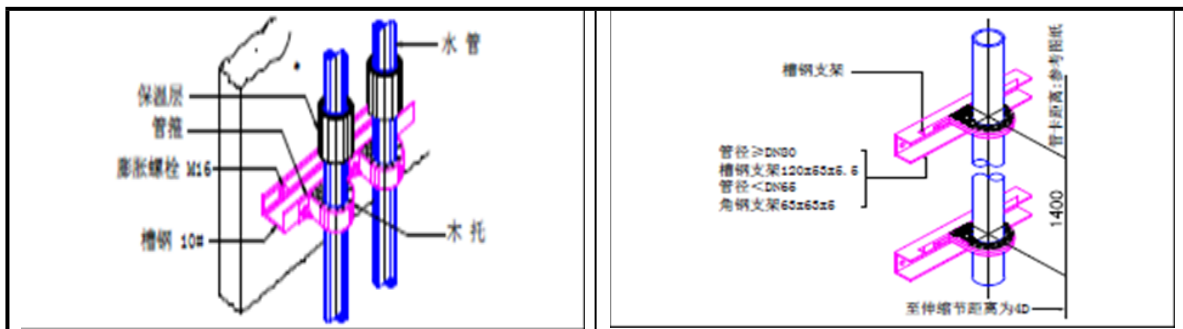 水管
保温层
管箍
膨胀螺栓 M16
槽钢 10#
木托
槽钢支架
管卡距离:参考图纸
管径≥DN80
槽钢支架120x53x5.5
管径<DN65
角钢支架63x63x5
1400
至伸缩节距离为4D